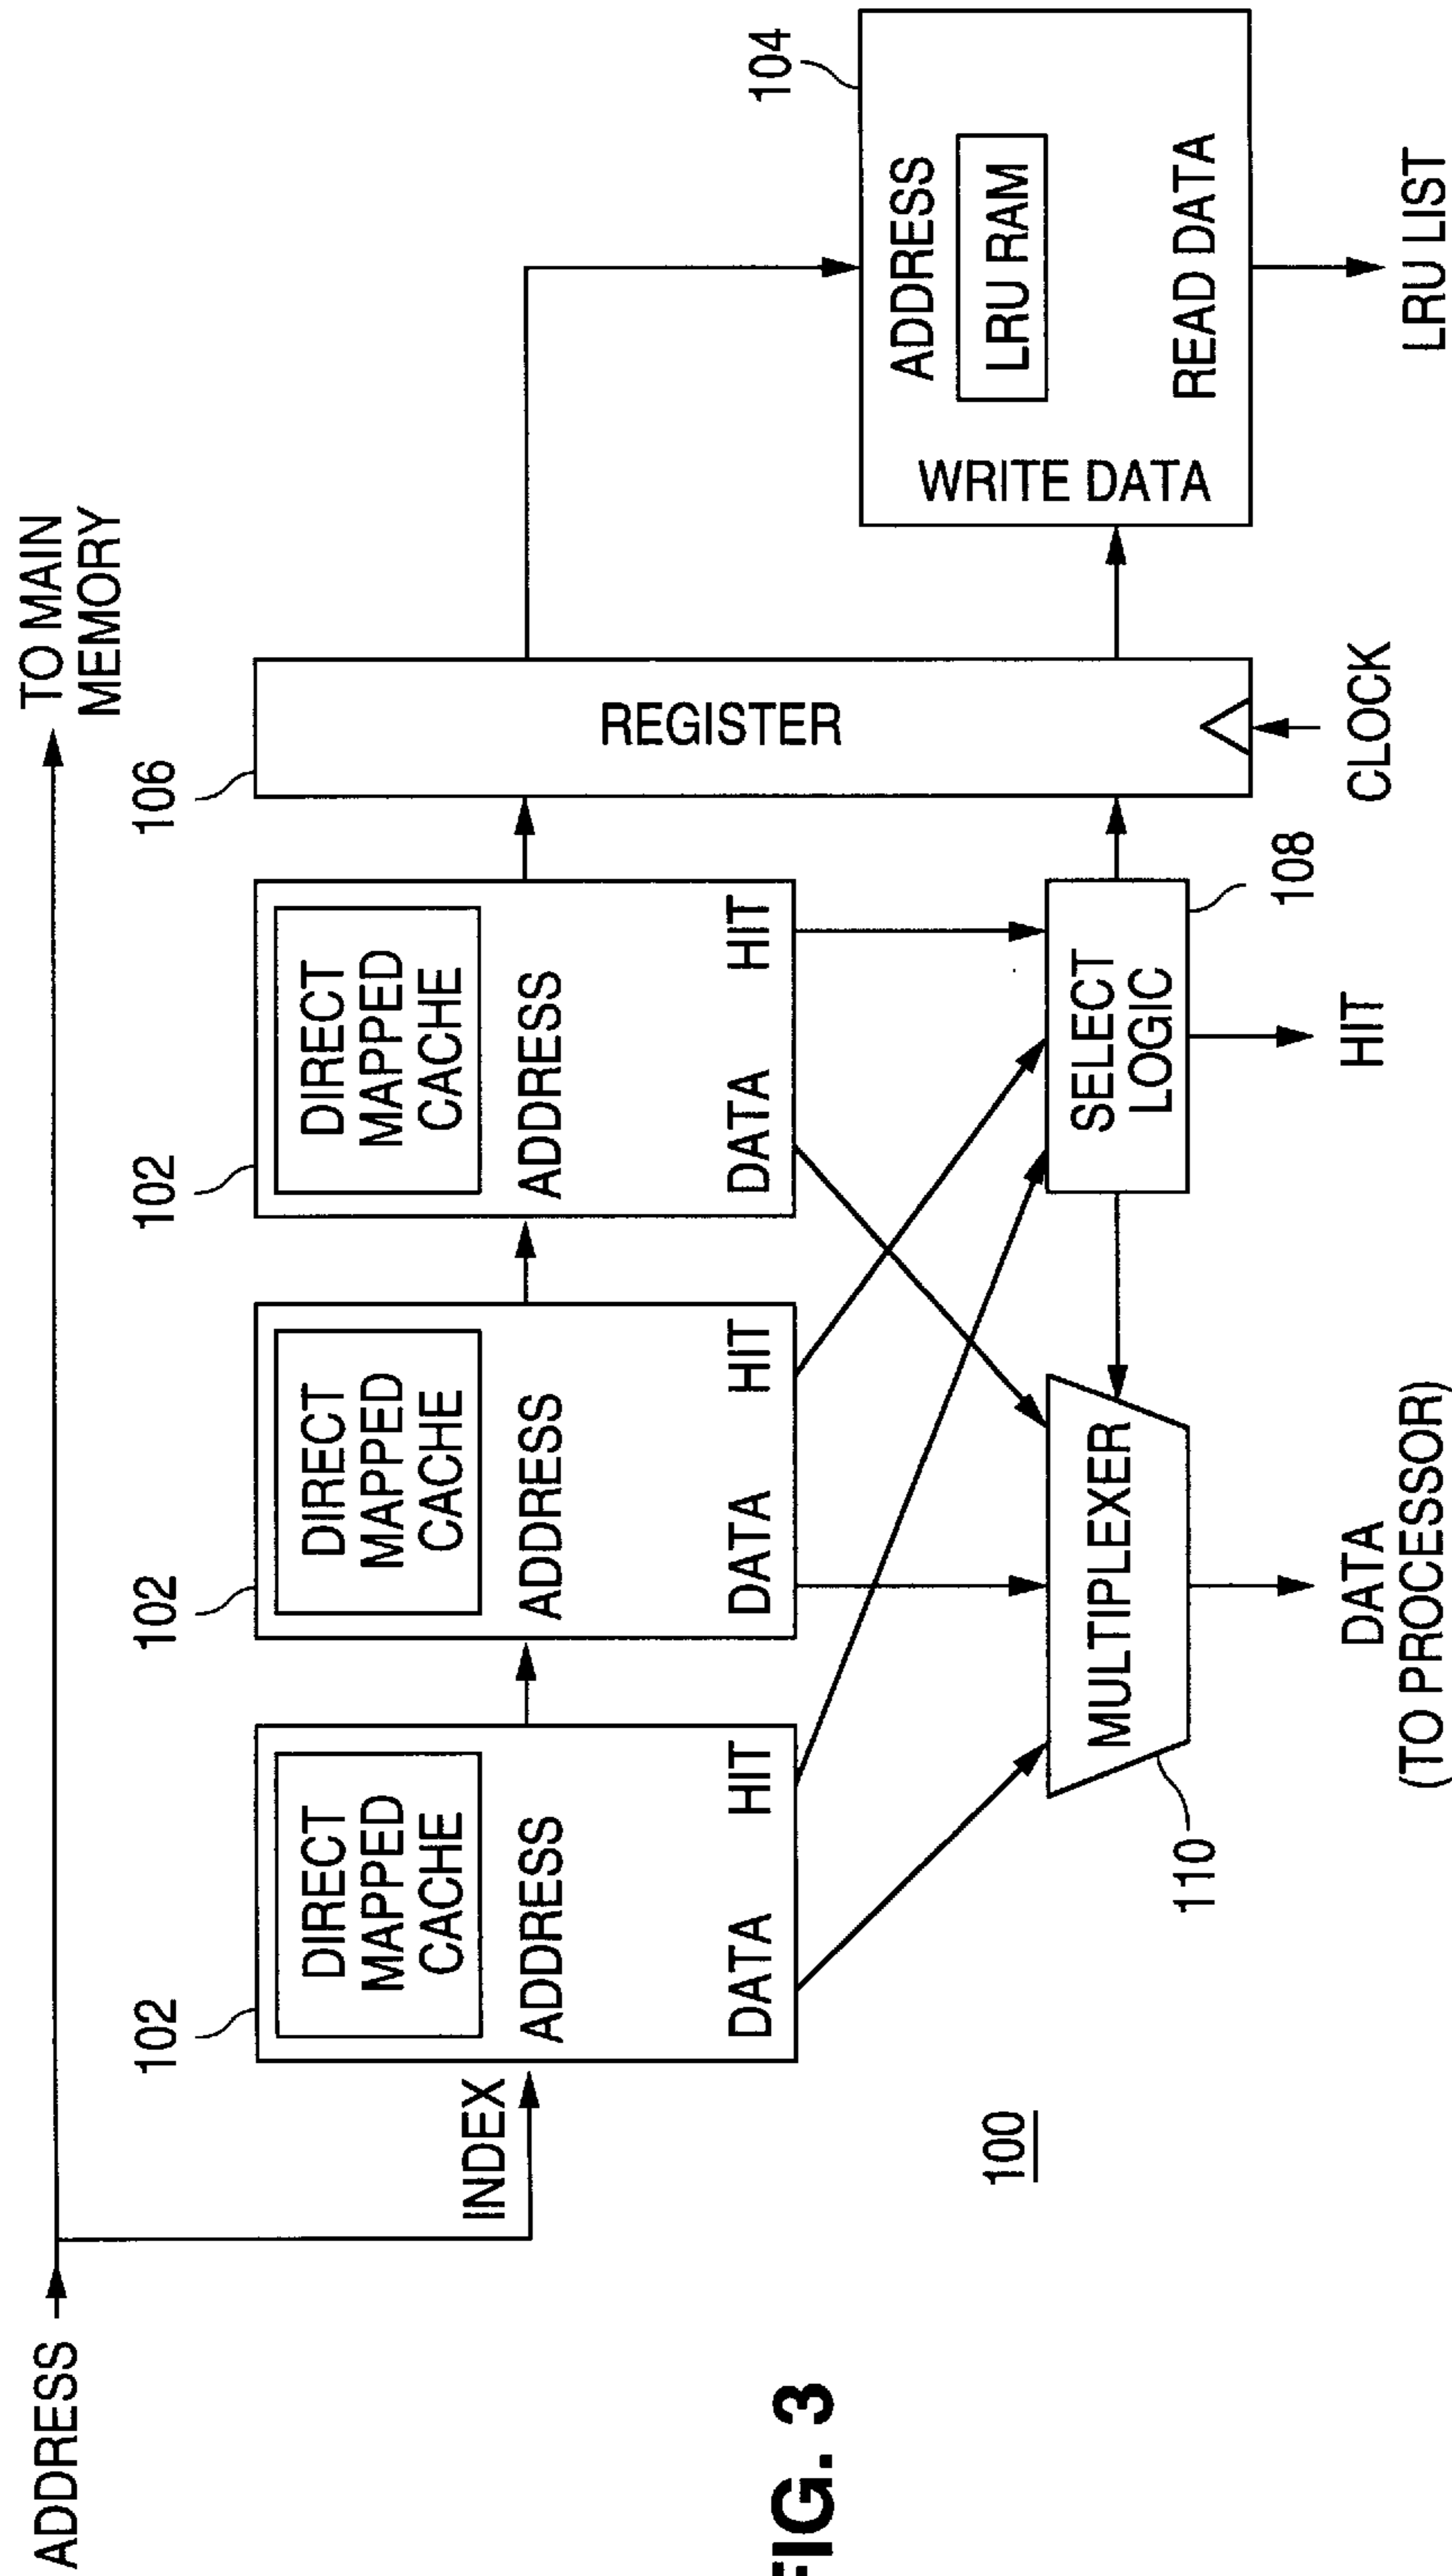 ADDRESS
TO MAIN
MEMORY
INDEX
102
DIRECT
MAPPED
CACHE
ADDRESS
DATA HIT
102
DIRECT
MAPPED
CACHE
ADDRESS
DATA HIT
102
DIRECT
MAPPED
CACHE
ADDRESS
DATA HIT
106
REGISTER
CLOCK
104
ADDRESS
LRU RAM
WRITE DATA
READ DATA
LRU LIST
108
SELECT
LOGIC
HIT
MULTIPLEXER
110
DATA
(TO PROCESSOR)
100
FIG. 3